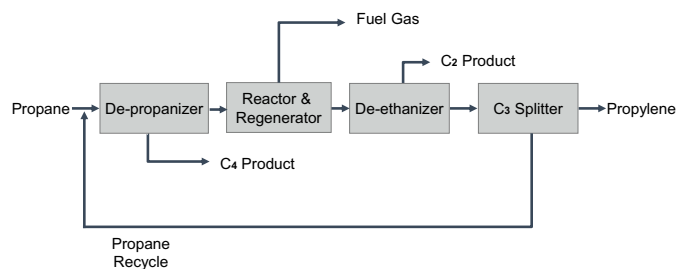 Fuel Gas
C₂ Product
Propane
De-propanizer
Reactor &
Regenerator
De-ethanizer
C₃ Splitter
Propylene
C₄ Product
Propane
Recycle